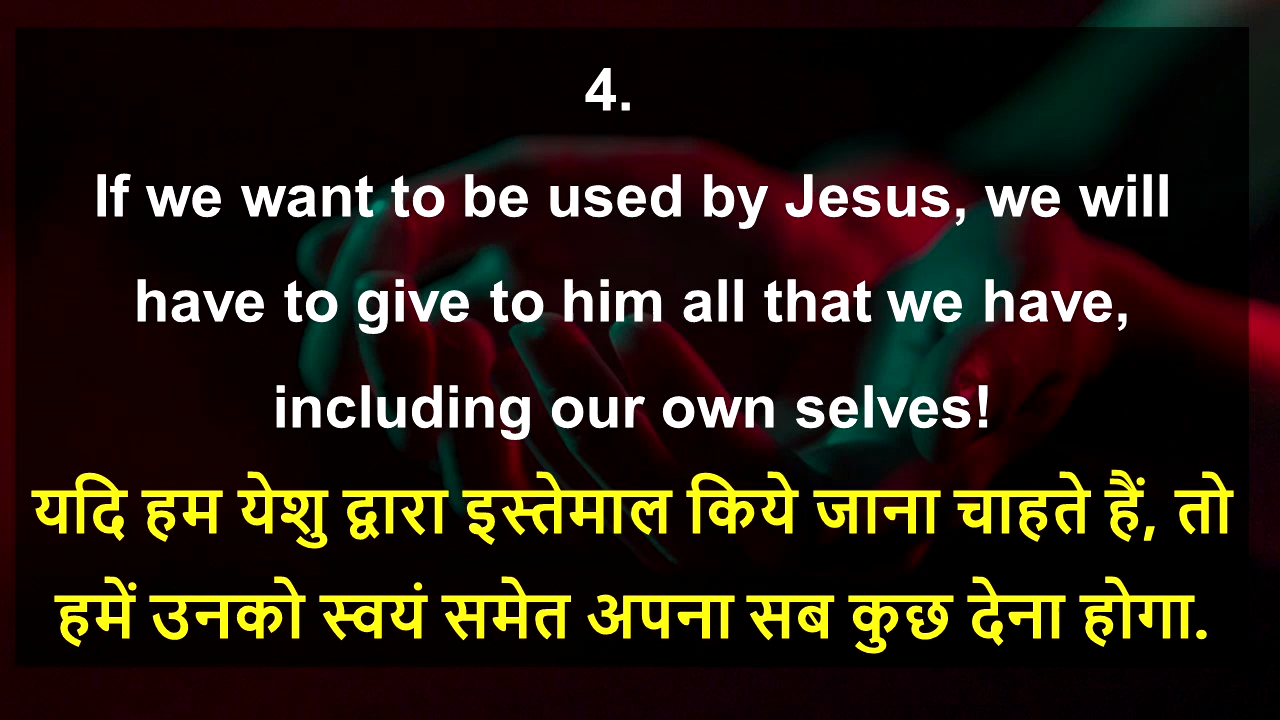 4.
If we want to be used by Jesus, we will
have to give to him all that we have,
including our own selves!
यदि हम येशु द्वारा इस्तेमाल किये जाना चाहते हैं, तो
हमें उनको स्वयं समेत अपना सब कुछ देना होगा.